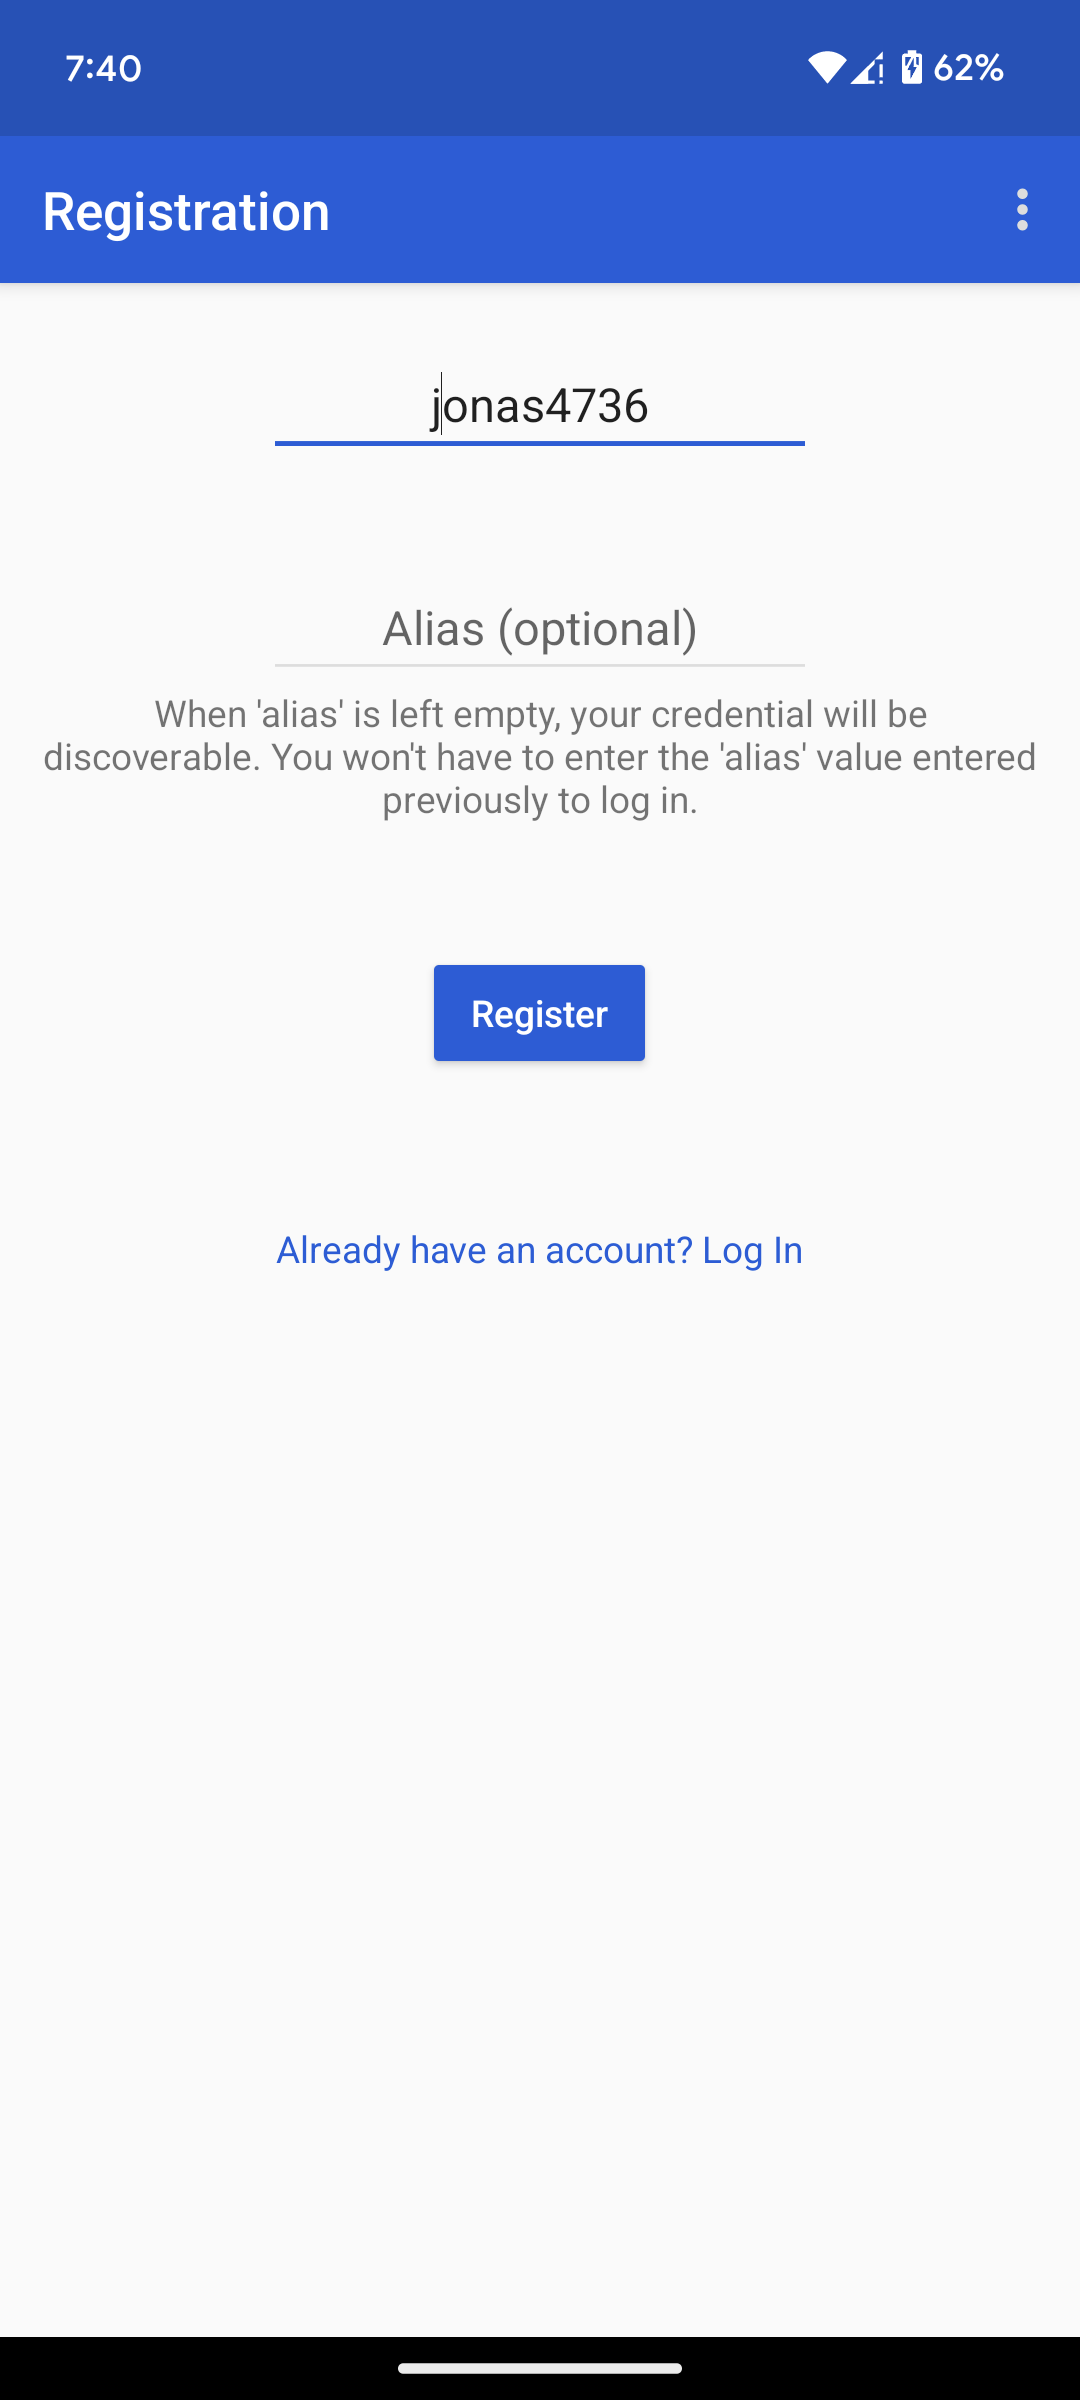 7:40
62%
Registration
jonas4736
Alias (optional)
When 'alias' is left empty, your credential will be
discoverable. You won't have to enter the 'alias' value entered
previously to log in.
Register
Already have an account? Log In